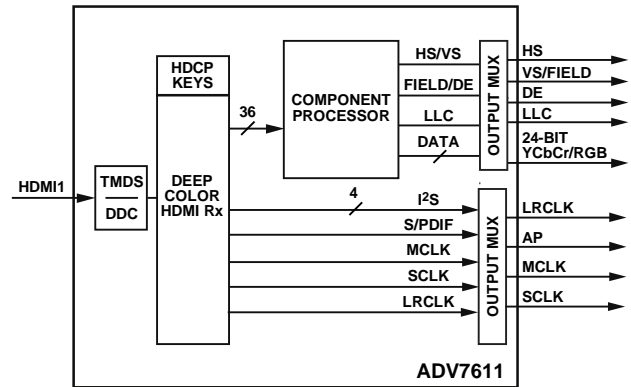 HDMI1
TMDS
DDC
HDCP
KEYS
DEEP
COLOR
HDMI Rx
36
COMPONENT
PROCESSOR
HS/VS
FIELD/DE
LLC
DATA
OUTPUT MUX
HS
VS/FIELD
DE
LLC
24-BIT
YCbCr/RGB
4
I²S
S/PDIF
MCLK
SCLK
LRCLK
OUTPUT MUX
LRCLK
AP
MCLK
SCLK
ADV7611